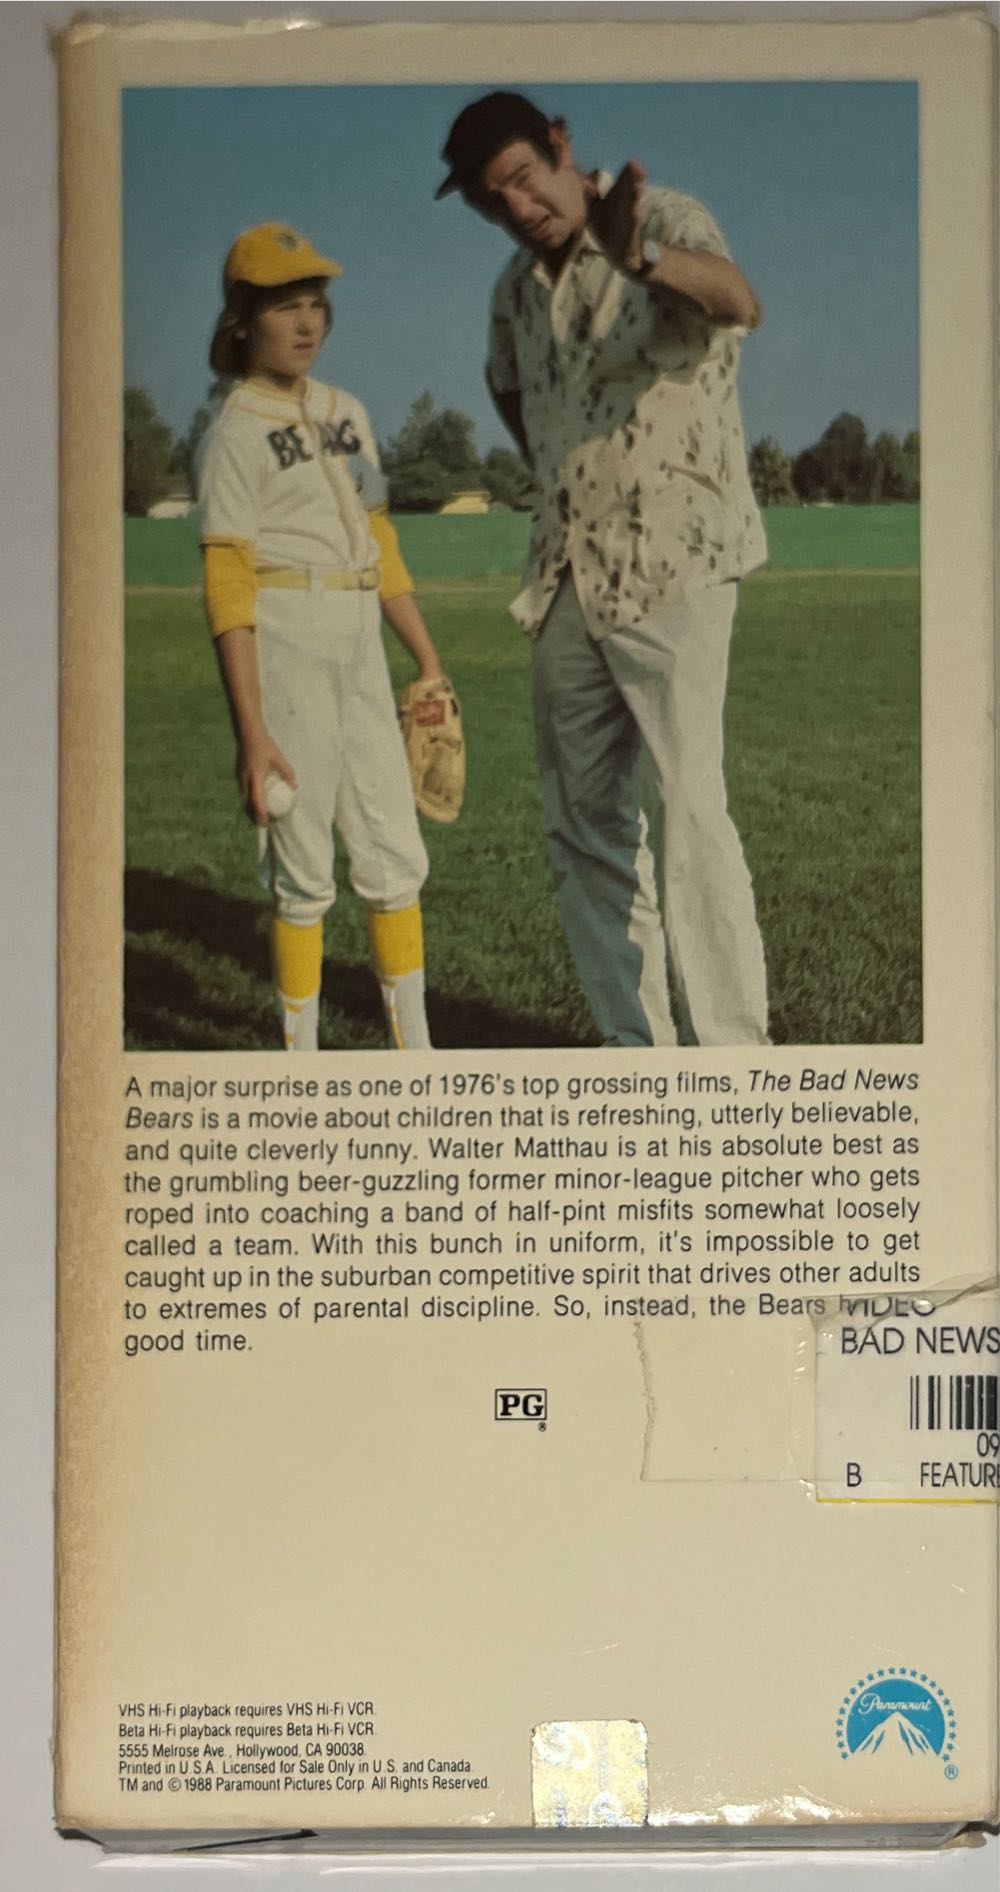 BEARS
A major surprise as one of 1976's top grossing films, The Bad News
Bears is a movie about children that is refreshing, utterly believable,
and quite cleverly funny. Walter Matthau is at his absolute best as
the grumbling beer-guzzling former minor-league pitcher who gets
roped into coaching a band of half-pint misfits somewhat loosely
called a team. With this bunch in uniform, it's impossible to get
caught up in the suburban competitive spirit that drives other adults
to extremes of parental discipline. So, instead, the Bears
good time.
VIDEO
BAD NEWS
09
B FEATURE
PG
®
VHS Hi-Fi playback requires VHS Hi-Fi VCR.
Beta Hi-Fi playback requires Beta Hi-Fi VCR.
5555 Melrose Ave., Hollywood, CA 90038.
Printed in U.S.A. Licensed for Sale Only in U.S. and Canada.
TM and © 1988 Paramount Pictures Corp. All Rights Reserved.
Paramount
®